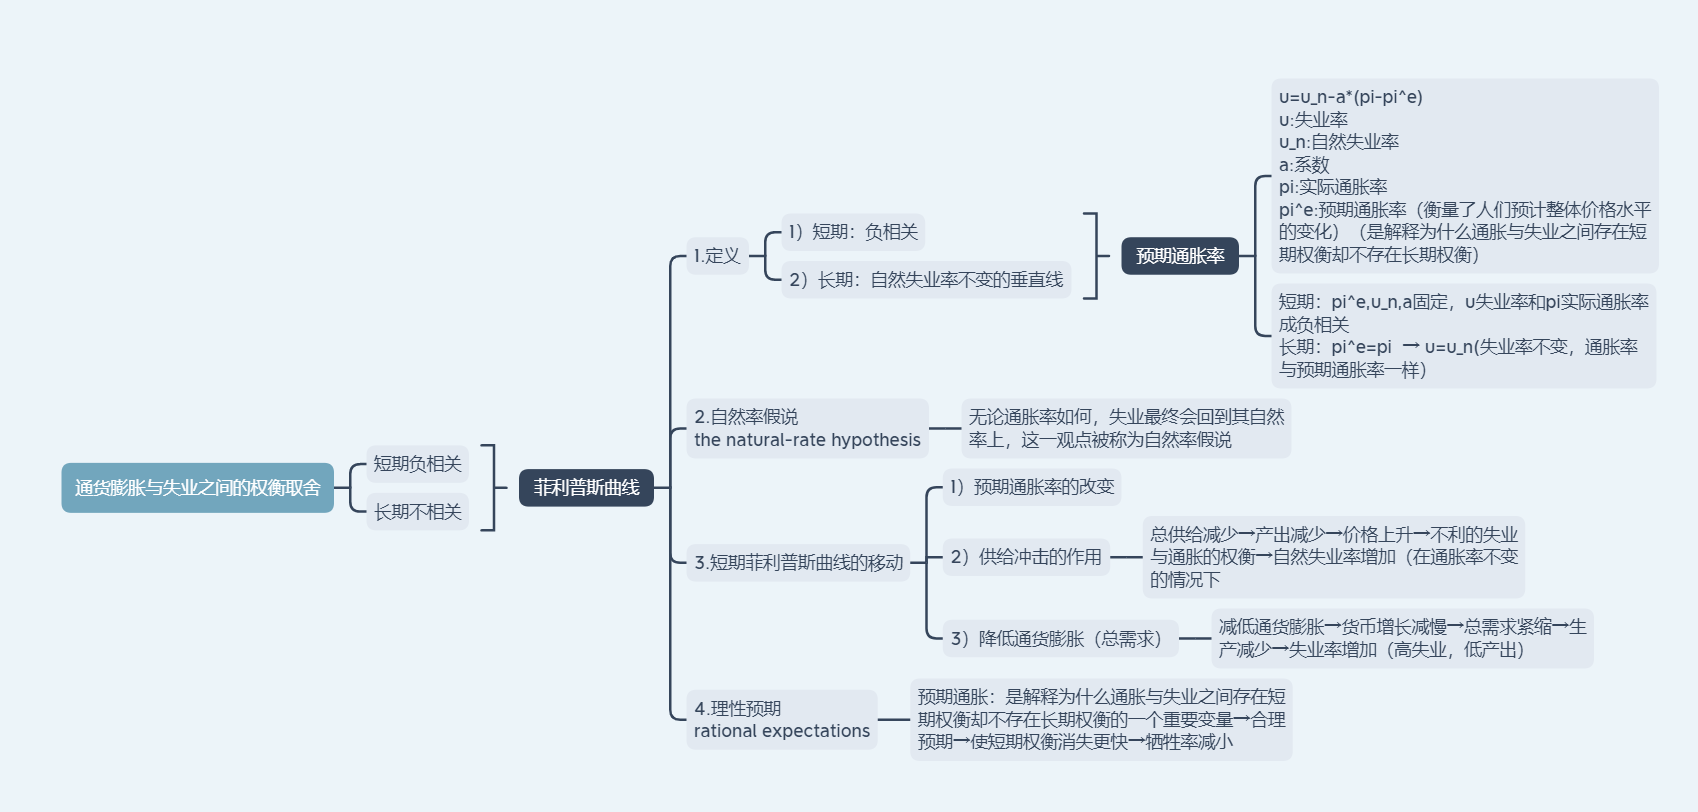 通货膨胀与失业之间的权衡取舍
短期负相关
长期不相关
菲利普斯曲线
1.定义
1）短期：负相关
2）长期：自然失业率不变的垂直线
预期通胀率
u=u_n-a*(pi-pi^e)
u:失业率
u_n:自然失业率
a:系数
pi:实际通胀率
pi^e:预期通胀率（衡量了人们预计整体价格水平
的变化）（是解释为什么通胀与失业之间存在短
期权衡却不存在长期权衡）
短期：pi^e,u_n,a固定，u失业率和pi实际通胀率
成负相关
长期：pi^e=pi →u=u_n(失业率不变，通胀率
与预期通胀率一样）
2.自然率假说
the natural-rate hypothesis
无论通胀率如何，失业最终会回到其自然
率上，这一观点被称为自然率假说
3.短期菲利普斯曲线的移动
1）预期通胀率的改变
2）供给冲击的作用
总供给减少→产出减少→价格上升→不利的失业
与通胀的权衡→自然失业率增加（在通胀率不变
的情况下
3）降低通货膨胀（总需求）
减低通货膨胀→货币增长减慢→总需求紧缩→生
产减少→失业率增加（高失业，低产出）
4.理性预期
rational expectations
预期通胀：是解释为什么通胀与失业之间存在短
期权衡却不存在长期权衡的一个重要变量→合理
预期→使短期权衡消失更快→牺牲率减小